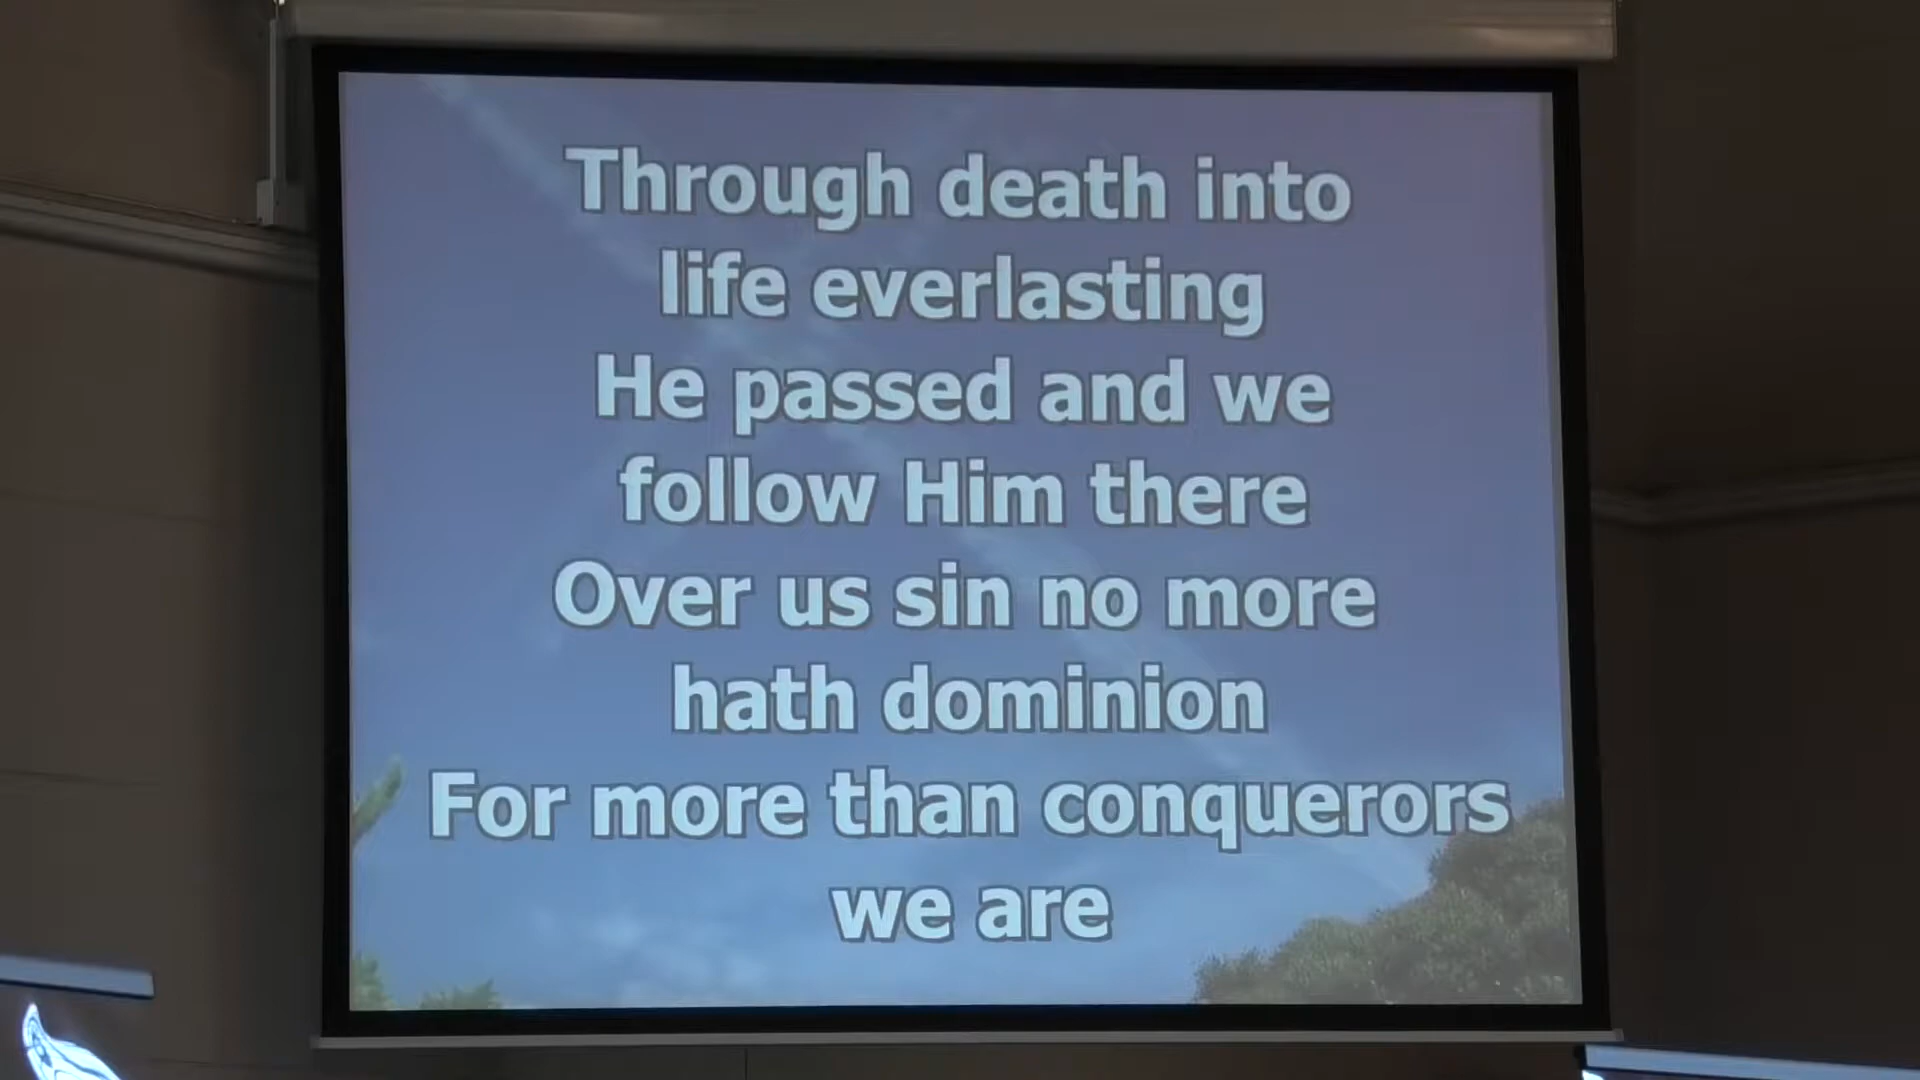 Through death into
life everlasting
He passed and we
follow Him there
Over us sin no more
hath dominion
For more than conquerors
we are